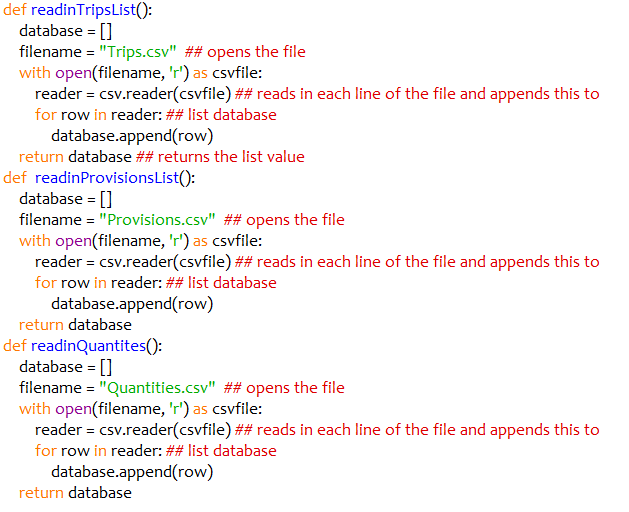 def readinTripsList():
    database = []
    filename = "Trips.csv"  ## opens the file
    with open(filename, 'r') as csvfile:
        reader = csv.reader(csvfile) ## reads in each line of the file and appends this to
        for row in reader: ## list database
            database.append(row)
    return database ## returns the list value
def  readinProvisionsList():
    database = []
    filename = "Provisions.csv"  ## opens the file
    with open(filename, 'r') as csvfile:
        reader = csv.reader(csvfile) ## reads in each line of the file and appends this to
        for row in reader: ## list database
            database.append(row)
    return database
def readinQuantites():
    database = []
    filename = "Quantities.csv"  ## opens the file
    with open(filename, 'r') as csvfile:
        reader = csv.reader(csvfile) ## reads in each line of the file and appends this to
        for row in reader: ## list database
            database.append(row)
    return database